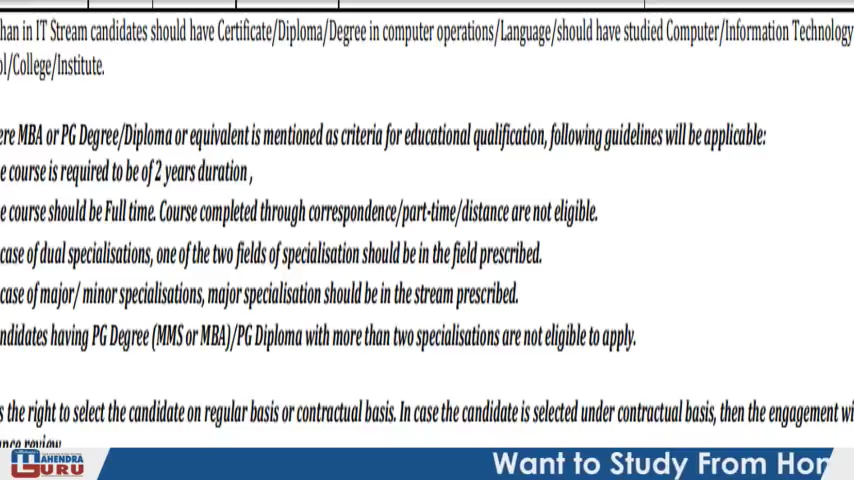 han in IT Stream candidates should have Certificate/Diploma/Degree in computer operations/Language/should have studied Computer/Information Technology
ol/College/Institute.
ere MBA or PG Degree/Diploma or equivalent is mentioned as criteria for educational qualification, following guidelines will be applicable:
e course is required to be of 2 years duration ,
e course should be Full time. Course completed through correspondence/part-time/distance are not eligible.
case of dual specialisations, one of the two fields of specialisation should be in the field prescribed.
case of major/ minor specialisations, major specialisation should be in the stream prescribed.
ndidates having PG Degree (MMS or MBA)/PG Diploma with more than two specialisations are not eligible to apply.
s the right to select the candidate on regular basis or contractual basis. In case the candidate is selected under contractual basis, then the engagement wi
ance review
MAHENDRA
GURU
Want to Study From Hom